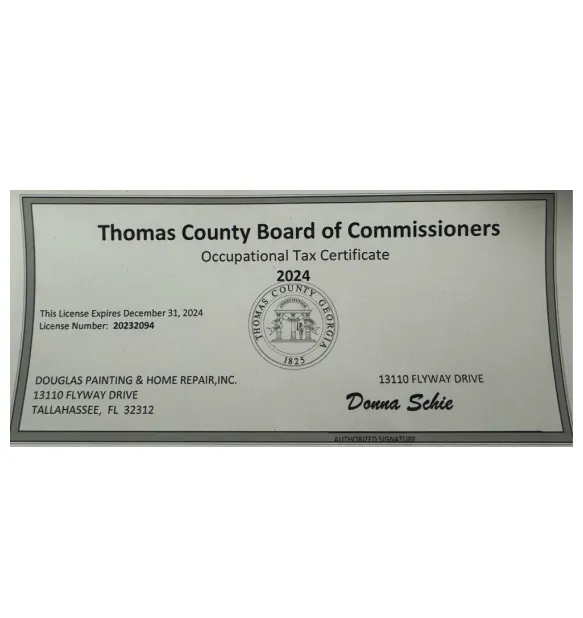 Thomas County Board of Commissioners
Occupational Tax Certificate
2024
THOMAS COUNTY GEORGIA
1825
This License Expires December 31, 2024
License Number: 20232094
DOUGLAS PAINTING & HOME REPAIR,INC.
13110 FLYWAY DRIVE
TALLAHASSEE, FL 32312
13110 FLYWAY DRIVE
Donna Schie
AUTHORIZED SIGNATURE